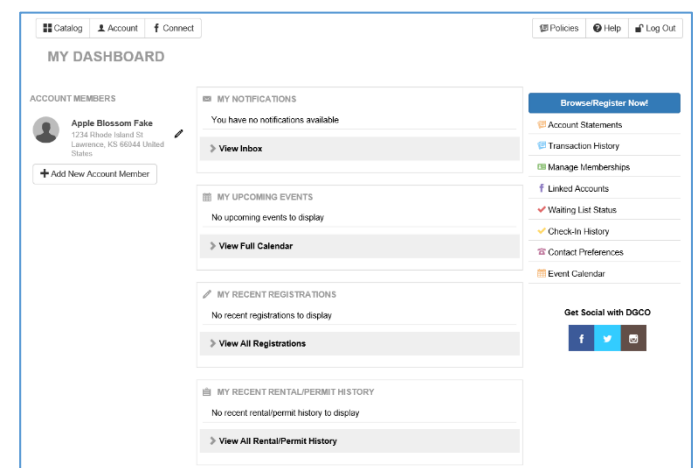 Catalog Account Connect
Policies Help Log Out
MY DASHBOARD
ACCOUNT MEMBERS
Apple Blossom Fake
1234 Rhode Island St
Lawrence, KS 66044 United
States
Add New Account Member
MY NOTIFICATIONS
You have no notifications available
View Inbox
MY UPCOMING EVENTS
No upcoming events to display
View Full Calendar
MY RECENT REGISTRATIONS
No recent registrations to display
View All Registrations
MY RECENT RENTAL/PERMIT HISTORY
No recent rental/permit history to display
View All Rental/Permit History
Browse/Register Now!
Account Statements
Transaction History
Manage Memberships
Linked Accounts
Waiting List Status
Check-In History
Contact Preferences
Event Calendar
Get Social with DGCO